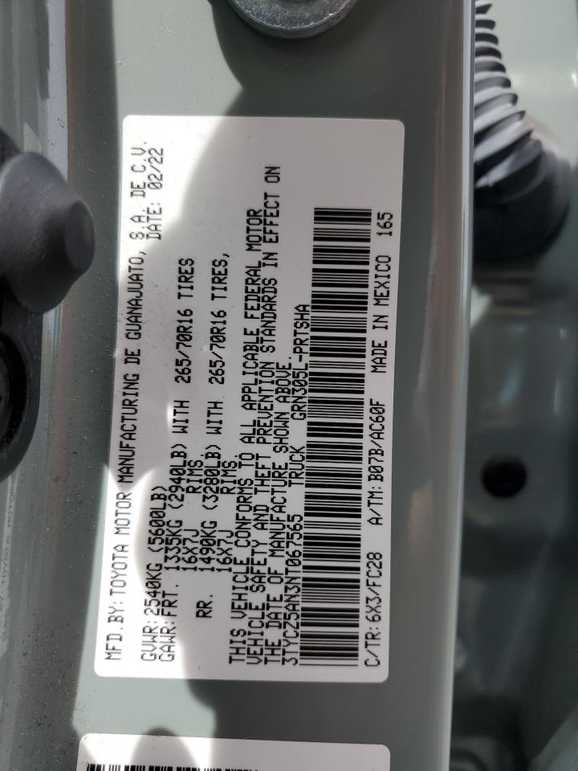 MFD.BY: TOYOTA MOTOR MANUFACTURING DE GUANAJUATO, S.A. DE C.V.
DATE: 02/22
GVWR: 2540KG (5600LB)
GAWR: FRT. 1335KG (2940LB) WITH 265/70R16 TIRES
16X7J RIMS
RR. 1490KG (3280LB) WITH 265/70R16 TIRES,
16X7J RIMS
THIS VEHICLE CONFORMS TO ALL APPLICABLE FEDERAL MOTOR
VEHICLE SAFETY AND THEFT PREVENTION STANDARDS IN EFFECT ON
THE DATE OF MANUFACTURE SHOWN ABOVE.
3TYCZ5AN3NT067565 TRUCK GRN305L-PRTSHA
C/TR: 6X3/FC28 A/TM: B07B/AC60F MADE IN MEXICO 165